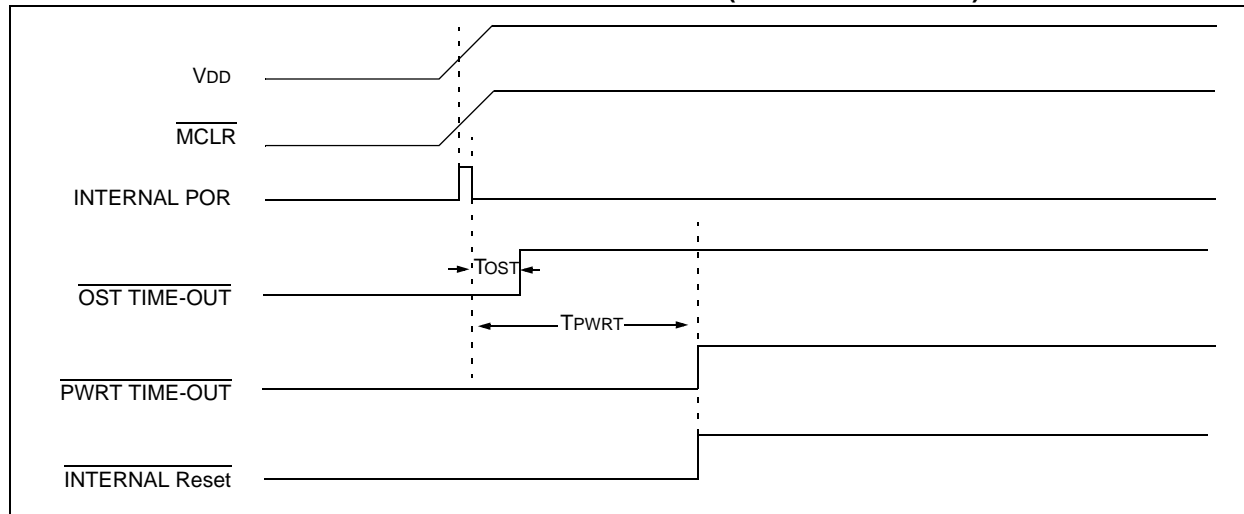 VDD
MCLR
INTERNAL POR
TOST
OST TIME-OUT
TPWRT
PWRT TIME-OUT
INTERNAL Reset